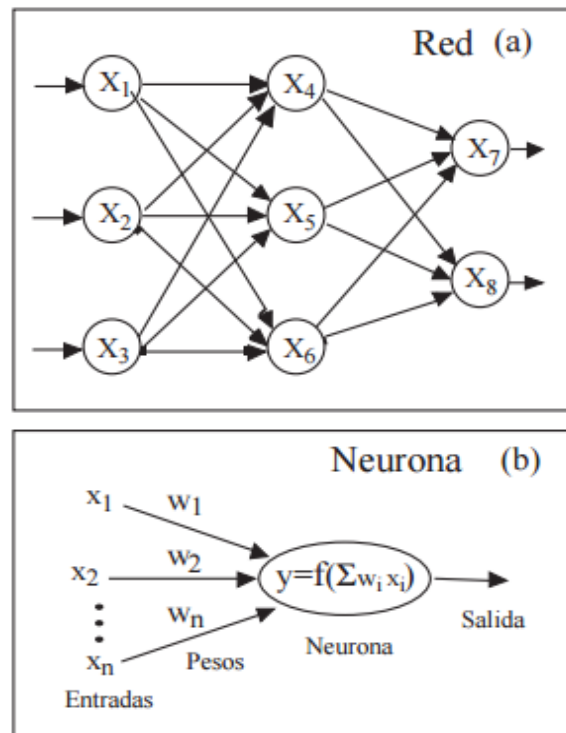 Red (a)
X₁ X₄
X₇
X₂ X₅
X₈
X₃ X₆
Neurona (b)
x₁ w₁
x₂ w₂ y=f(Σwᵢ xᵢ)
wₙ Salida
xₙ Pesos Neurona
Entradas